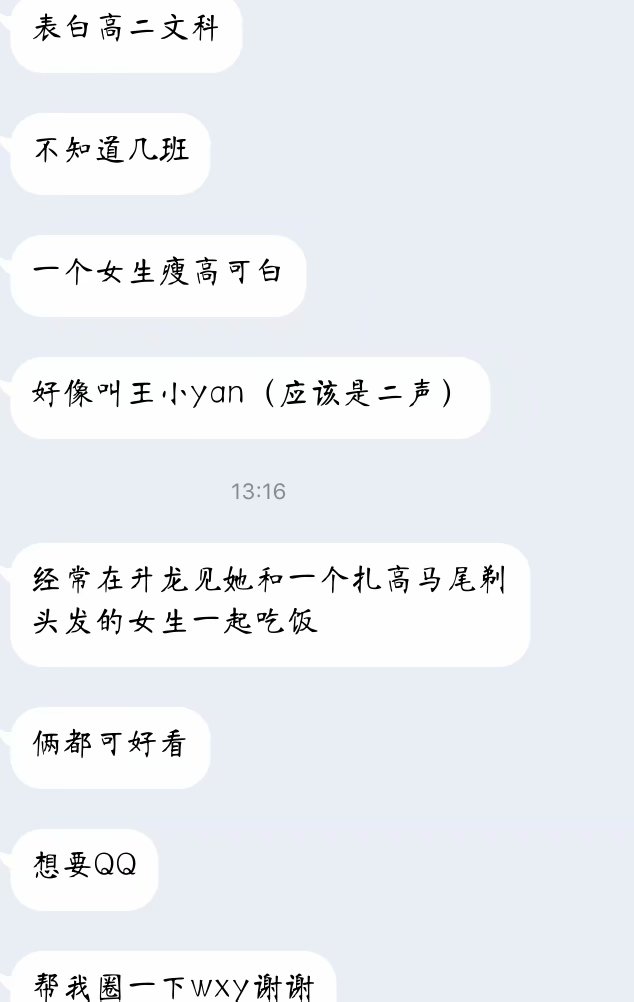 表白高二文科
不知道几班
一个女生瘦高可白
好像叫王小yan（应该是二声）
13:16
经常在升龙见她和一个扎高马尾剃
头发的女生一起吃饭
俩都可好看
想要QQ
帮我圈一下wxy谢谢